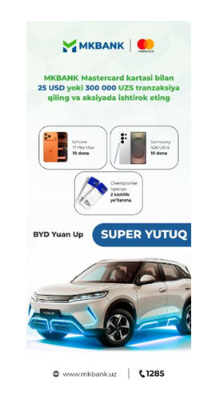 MKBANK
mastercard
MKBANK Mastercard kartasi bilan
25 USD yoki 300 000 UZS tranzaksiya
qiling va aksiyada ishtirok eting
Iphone
17 Pro Max
10 dona
Samsung
S26 Ultra
10 dona
Chempionlar
ligasiga
2 kishilik
yo'llanma
BYD Yuan Up
SUPER YUTUQ
www.mkbank.uz
1285